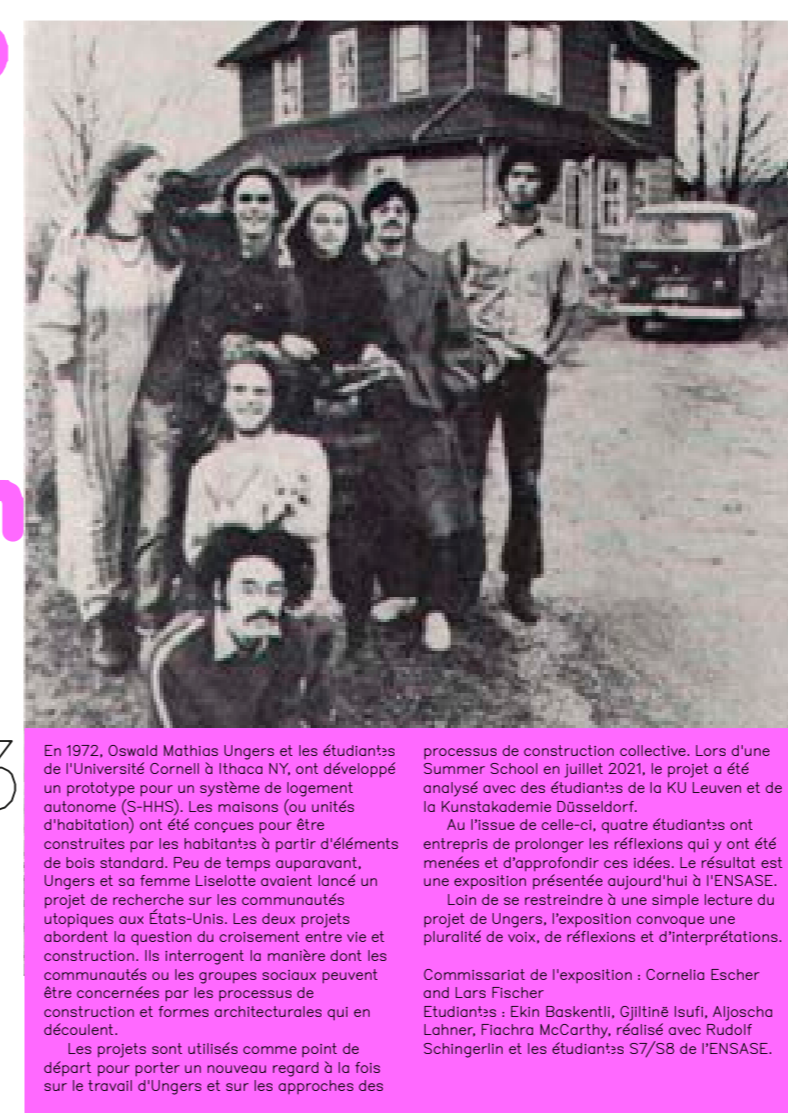 En 1972, Oswald Mathias Ungers et les étudiant·es
de l'Université Cornell à Ithaca NY, ont développé
un prototype pour un système de logement
autonome (S-HHS). Les maisons (ou unités
d'habitation) ont été conçues pour être
construites par les habitant·es à partir d'éléments
de bois standard. Peu de temps auparavant,
Ungers et sa femme Liselotte avaient lancé un
projet de recherche sur les communautés
utopiques aux États-Unis. Les deux projets
abordent la question du croisement entre vie et
construction. Ils interrogent la manière dont les
communautés ou les groupes sociaux peuvent
être concernées par les processus de
construction et formes architecturales qui en
découlent.
Les projets sont utilisés comme point de
départ pour porter un nouveau regard à la fois
sur le travail d'Ungers et sur les approches des
processus de construction collective. Lors d'une
Summer School en juillet 2021, le projet a été
analysé avec des étudiant·es de la KU Leuven et de
la Kunstakademie Düsseldorf.
Au l'issue de celle-ci, quatre étudiant·es ont
entrepris de prolonger les réflexions qui y ont été
menées et d'approfondir ces idées. Le résultat est
une exposition présentée aujourd'hui à l'ENSASE.
Loin de se restreindre à une simple lecture du
projet de Ungers, l'exposition convoque une
pluralité de voix, de réflexions et d'interprétations.
Commissariat de l'exposition : Cornelia Escher
and Lars Fischer
Etudiant·es : Ekin Baskentli, Gjiltinë Isufi, Aljoscha
Lahner, Fiachra McCarthy, réalisé avec Rudolf
Schingerlin et les étudiant·es S7/S8 de l'ENSASE.